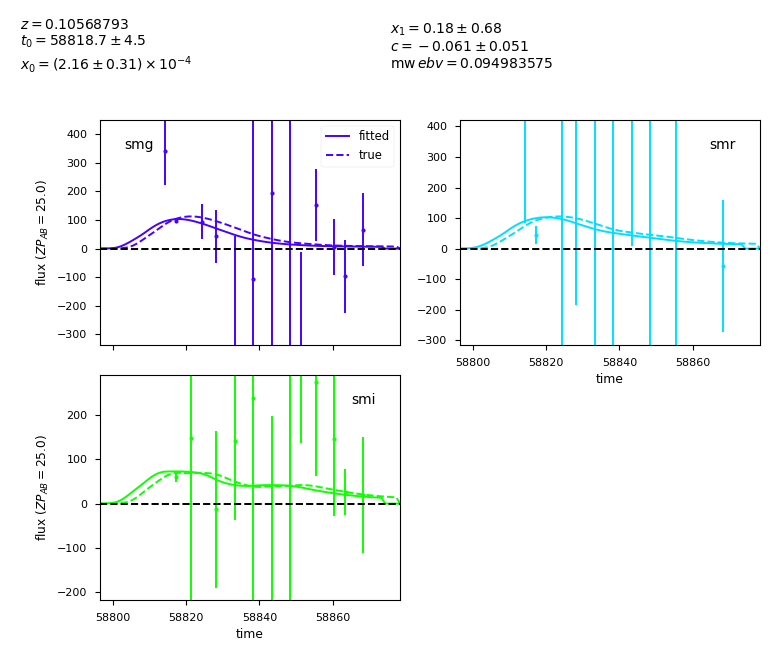 z = 0.10568793
t₀ = 58818.7 ± 4.5
x₀ = (2.16 ± 0.31) × 10⁻⁴
x₁ = 0.18 ± 0.68
c = −0.061 ± 0.051
mw ebv = 0.094983575
smg
fitted
true
400
300
200
100
0
−100
−200
−300
flux (ZP_AB = 25.0)
smr
400
300
200
100
0
−100
−200
−300
58800 58820 58840 58860
time
smi
200
100
0
−100
−200
flux (ZP_AB = 25.0)
58800 58820 58840 58860
time